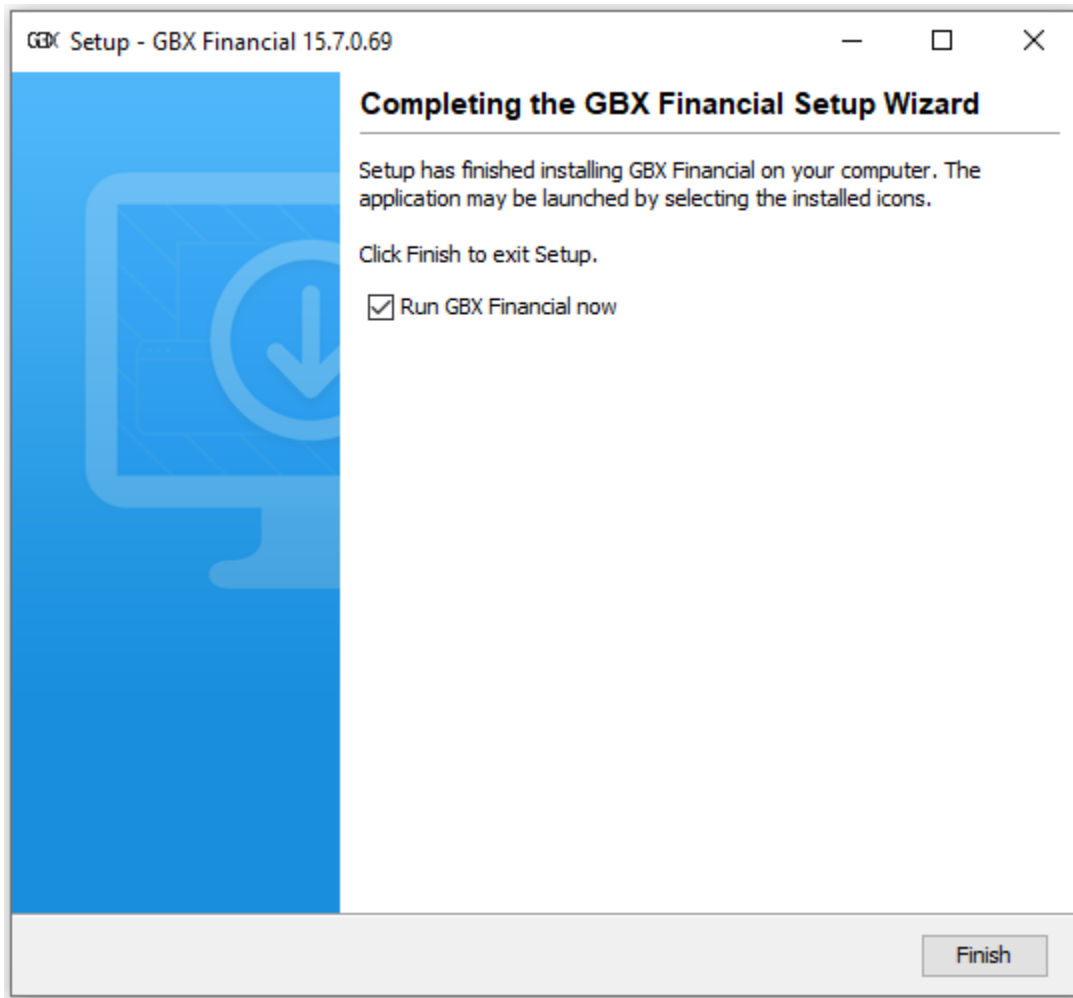 GBX Setup - GBX Financial 15.7.0.69
Completing the GBX Financial Setup Wizard
Setup has finished installing GBX Financial on your computer. The
application may be launched by selecting the installed icons.
Click Finish to exit Setup.
Run GBX Financial now
Finish